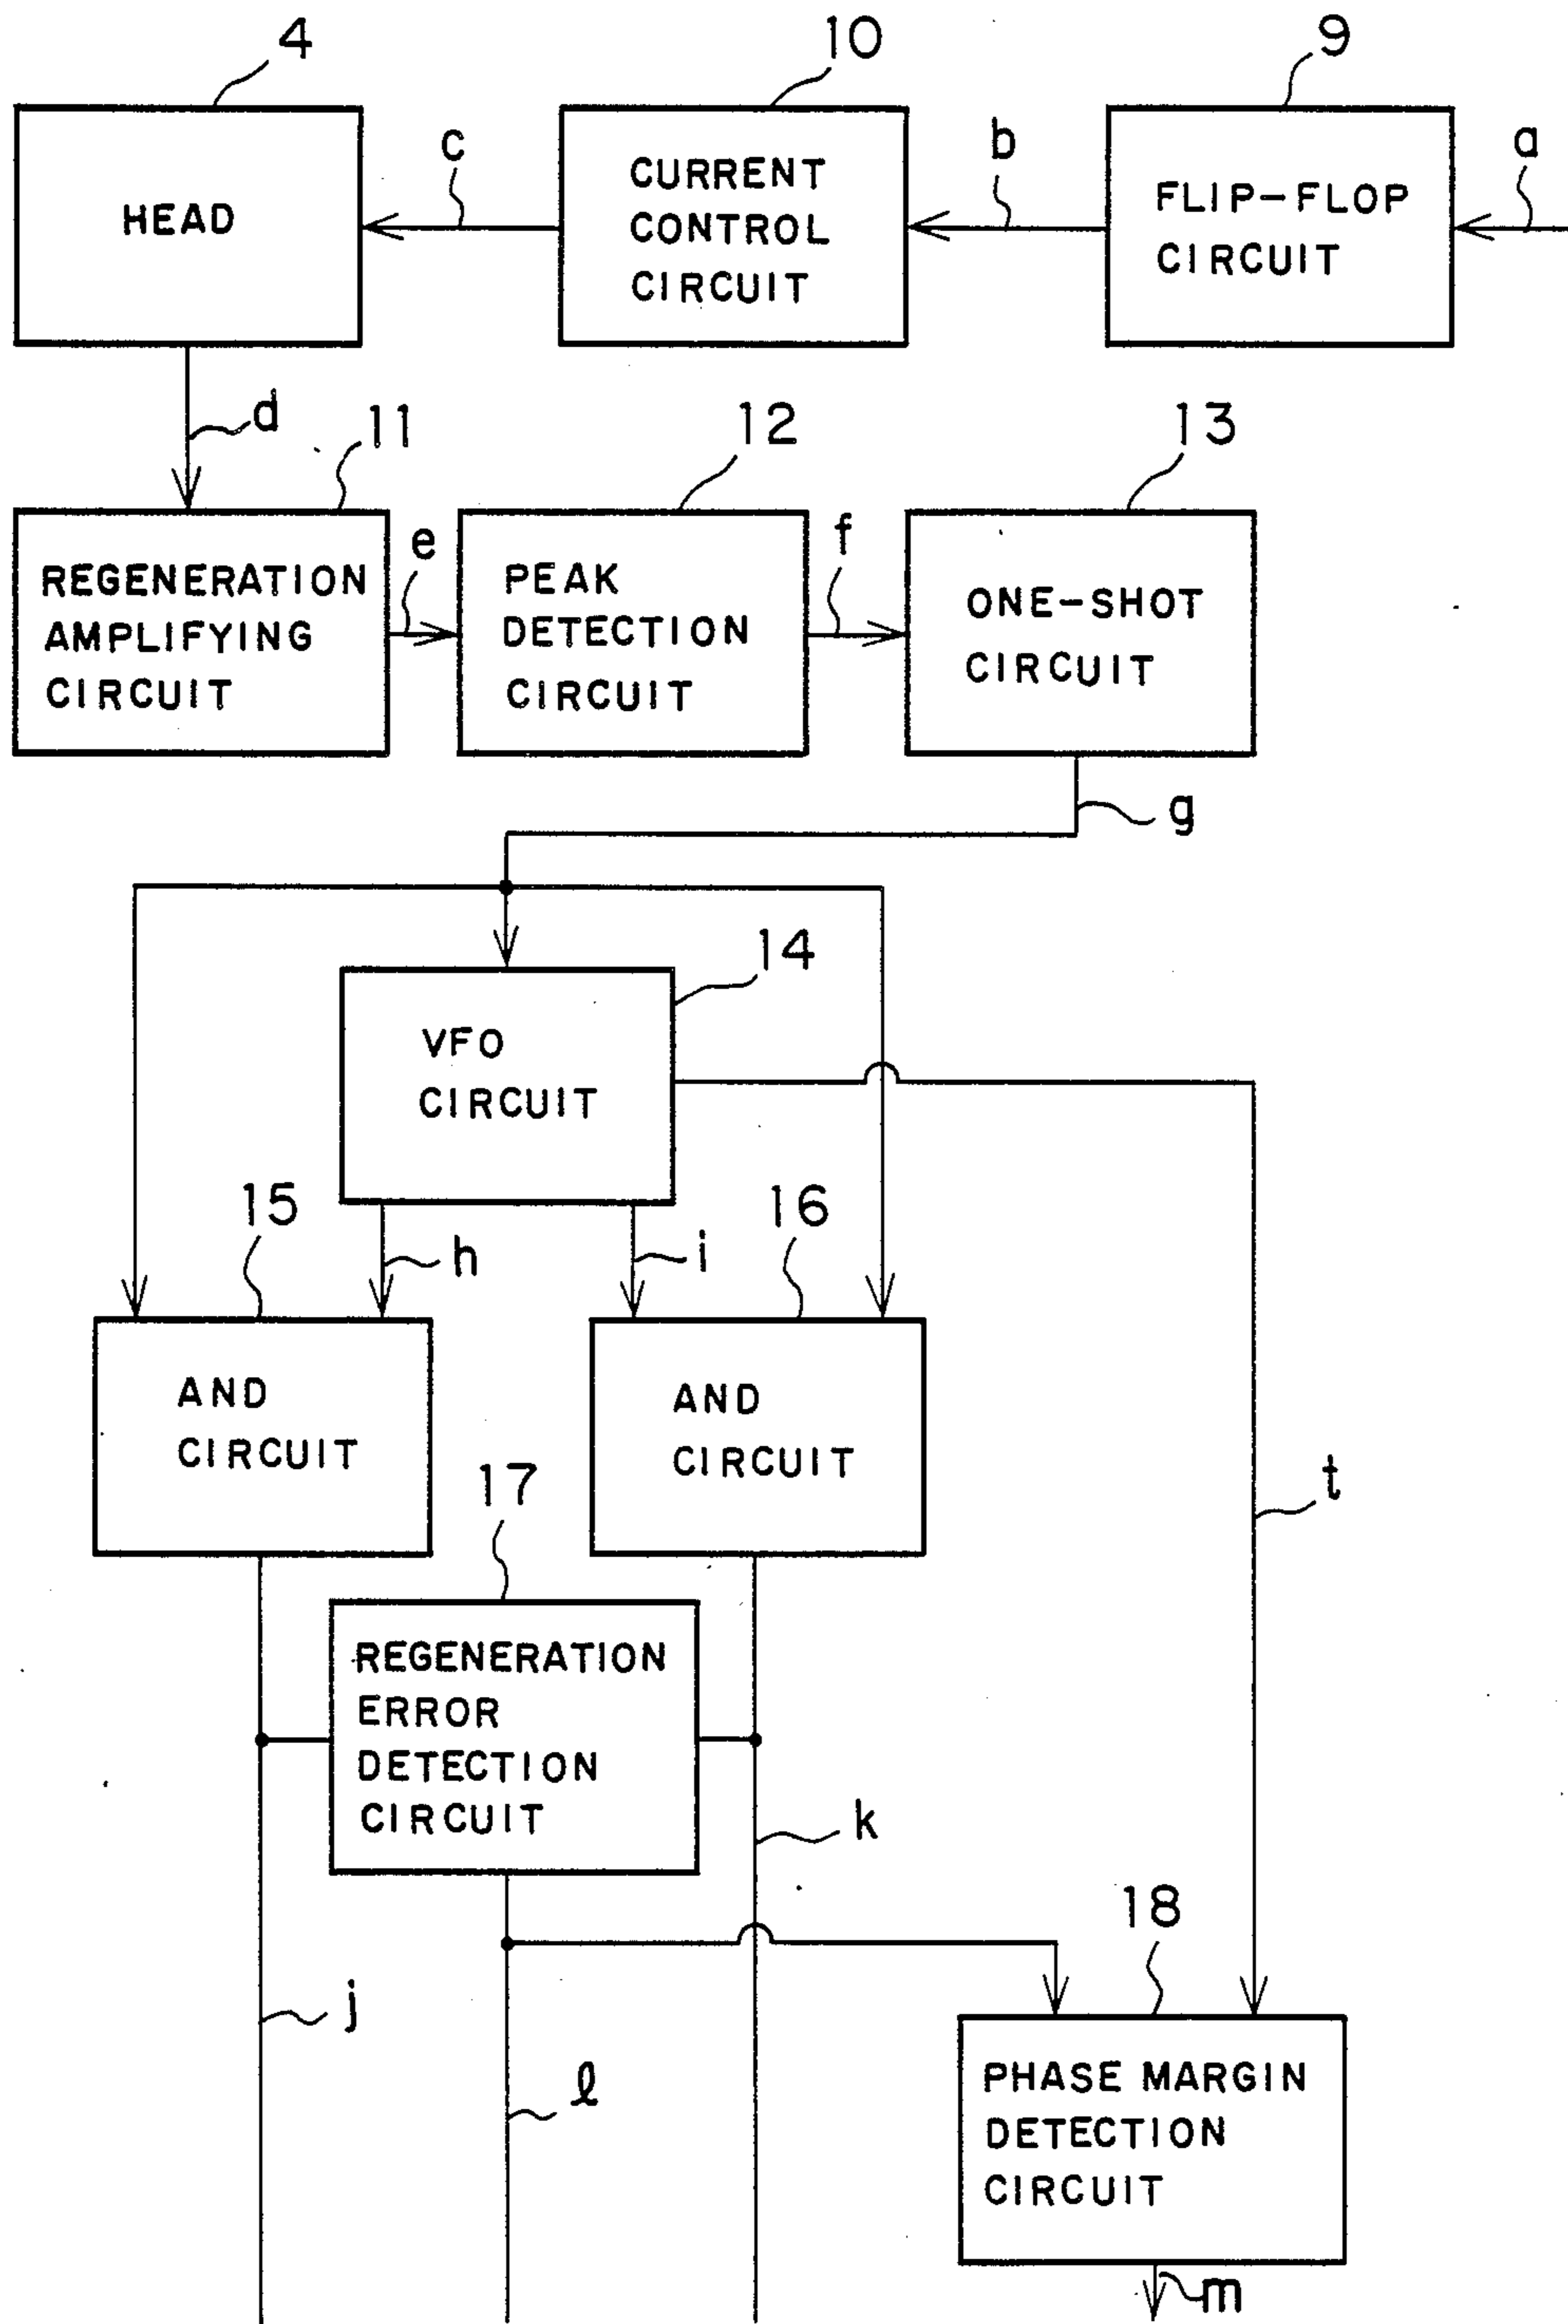 4
10
9
HEAD
c
CURRENT
CONTROL
CIRCUIT
b
FLIP-FLOP
CIRCUIT
a
d
11
12
13
REGENERATION
AMPLIFYING
CIRCUIT
e
PEAK
DETECTION
CIRCUIT
f
ONE-SHOT
CIRCUIT
g
14
VFO
CIRCUIT
15
h
i
16
AND
CIRCUIT
AND
CIRCUIT
t
17
REGENERATION
ERROR
DETECTION
CIRCUIT
k
18
j
ℓ
PHASE MARGIN
DETECTION
CIRCUIT
m